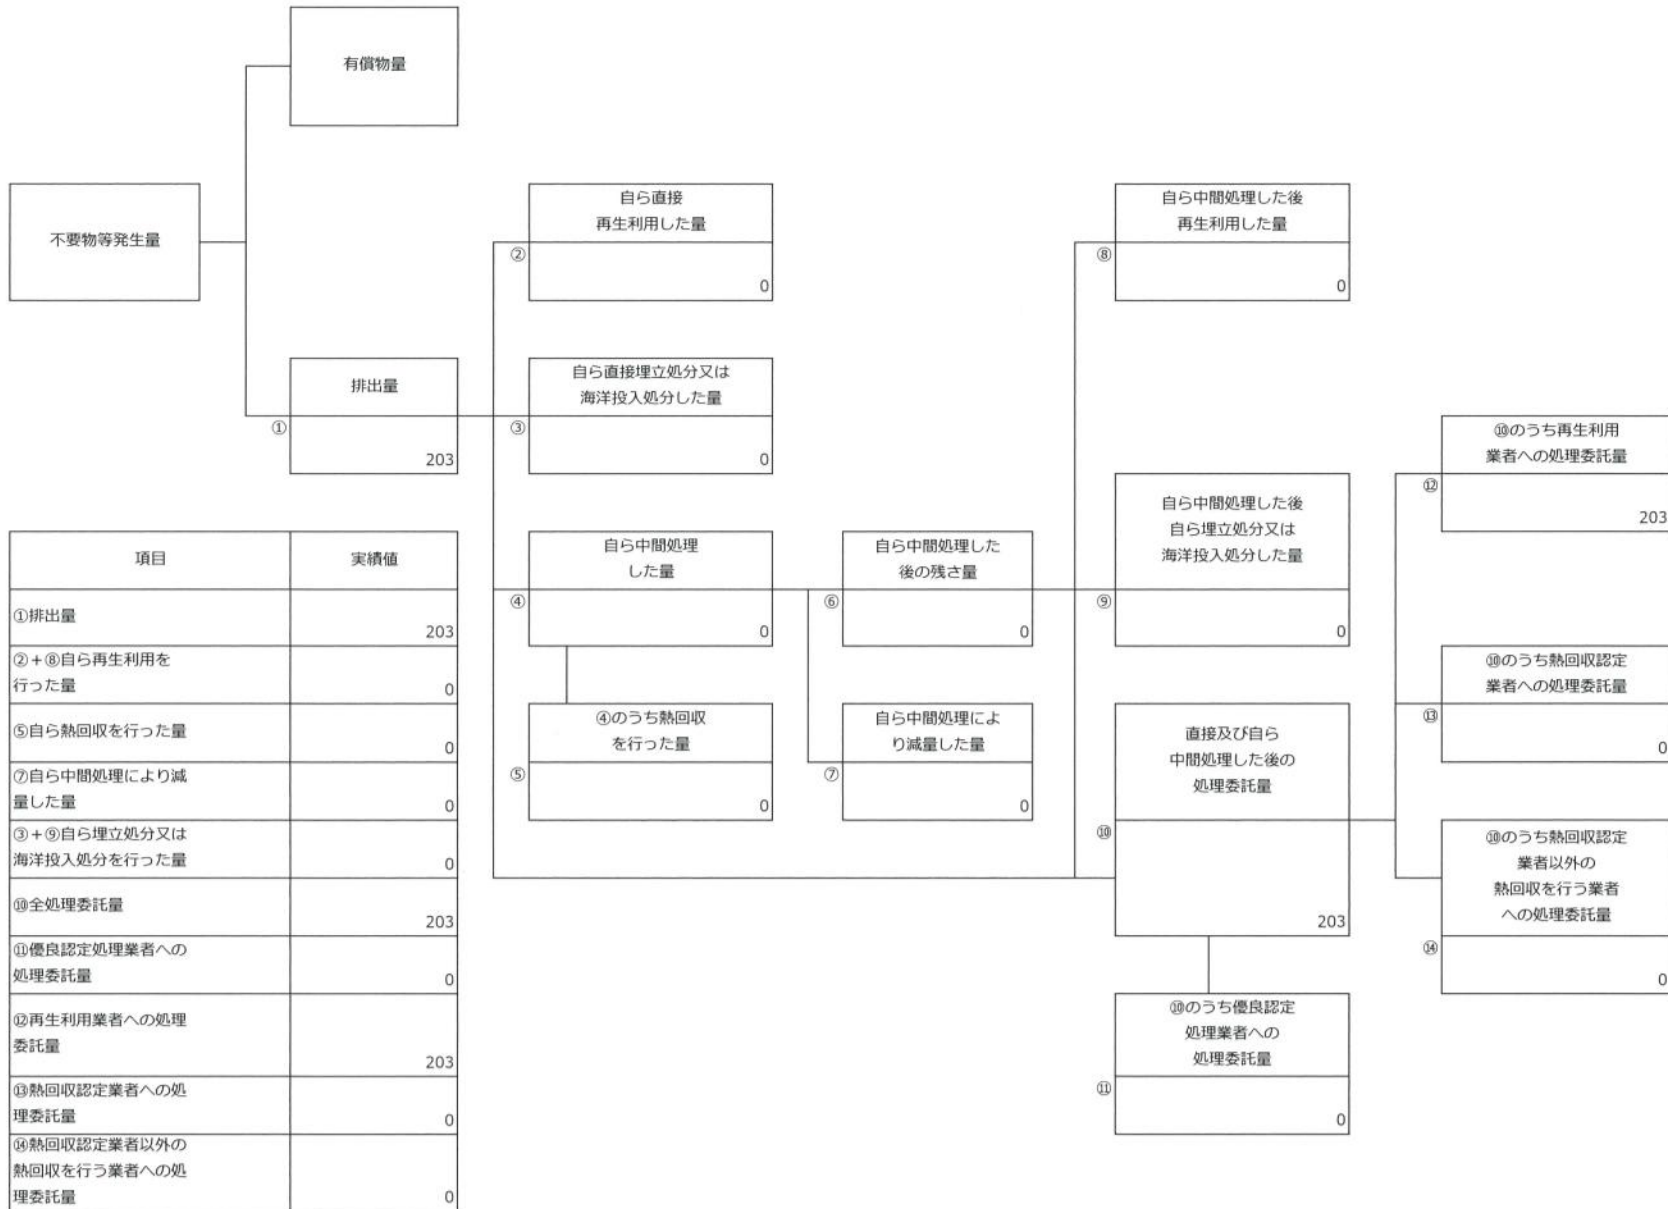 有償物量
不要物等発生量
自ら直接
再生利用した量
②
0
自ら中間処理した後
再生利用した量
⑧
0
排出量
①
203
自ら直接埋立処分又は
海洋投入処分した量
③
0
⑩のうち再生利用
業者への処理委託量
⑫
203
自ら中間処理
した量
④
0
自ら中間処理した
後の残さ量
⑥
0
自ら中間処理した後
自ら埋立処分又は
海洋投入処分した量
⑨
0
④のうち熱回収
を行った量
⑤
0
自ら中間処理によ
り減量した量
⑦
0
直接及び自ら
中間処理した後の
処理委託量
⑩
203
⑩のうち熱回収認定
業者への処理委託量
⑬
0
⑩のうち熱回収認定
業者以外の
熱回収を行う業者
への処理委託量
⑭
0
⑩のうち優良認定
処理業者への
処理委託量
⑪
0
項目 実績値
①排出量
203
②+⑧自ら再生利用を
行った量 0
⑤自ら熱回収を行った量
0
⑦自ら中間処理により減
量した量 0
③+⑨自ら埋立処分又は
海洋投入処分を行った量 0
⑩全処理委託量
203
⑪優良認定処理業者への
処理委託量 0
⑫再生利用業者への処理
委託量
203
⑬熱回収認定業者への処
理委託量 0
⑭熱回収認定業者以外の
熱回収を行う業者への処
理委託量 0